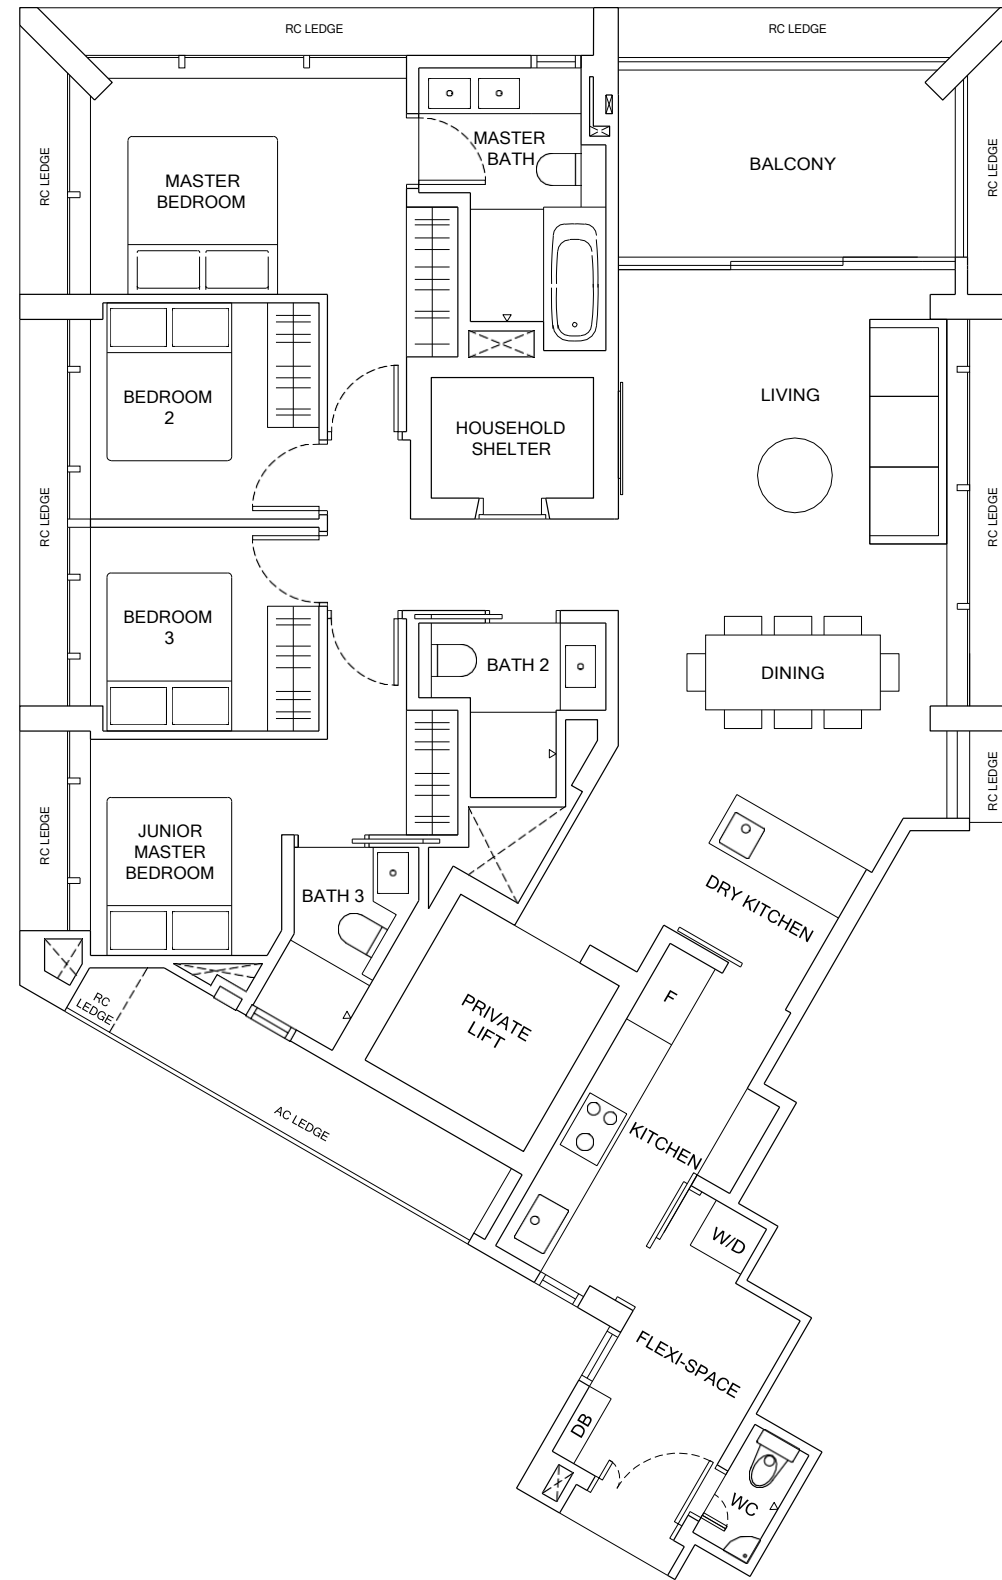 RC LEDGE
RC LEDGE
RC LEDGE
MASTER
BEDROOM
MASTER
BATH
BALCONY
RC LEDGE
BEDROOM
2
HOUSEHOLD
SHELTER
LIVING
RC LEDGE
RC LEDGE
BEDROOM
3
BATH 2
DINING
RC LEDGE
RC LEDGE
JUNIOR
MASTER
BEDROOM
BATH 3
DRY KITCHEN
RC
LEDGE
PRIVATE
LIFT
F
AC LEDGE
KITCHEN
W/D
FLEXI-SPACE
DB
WC